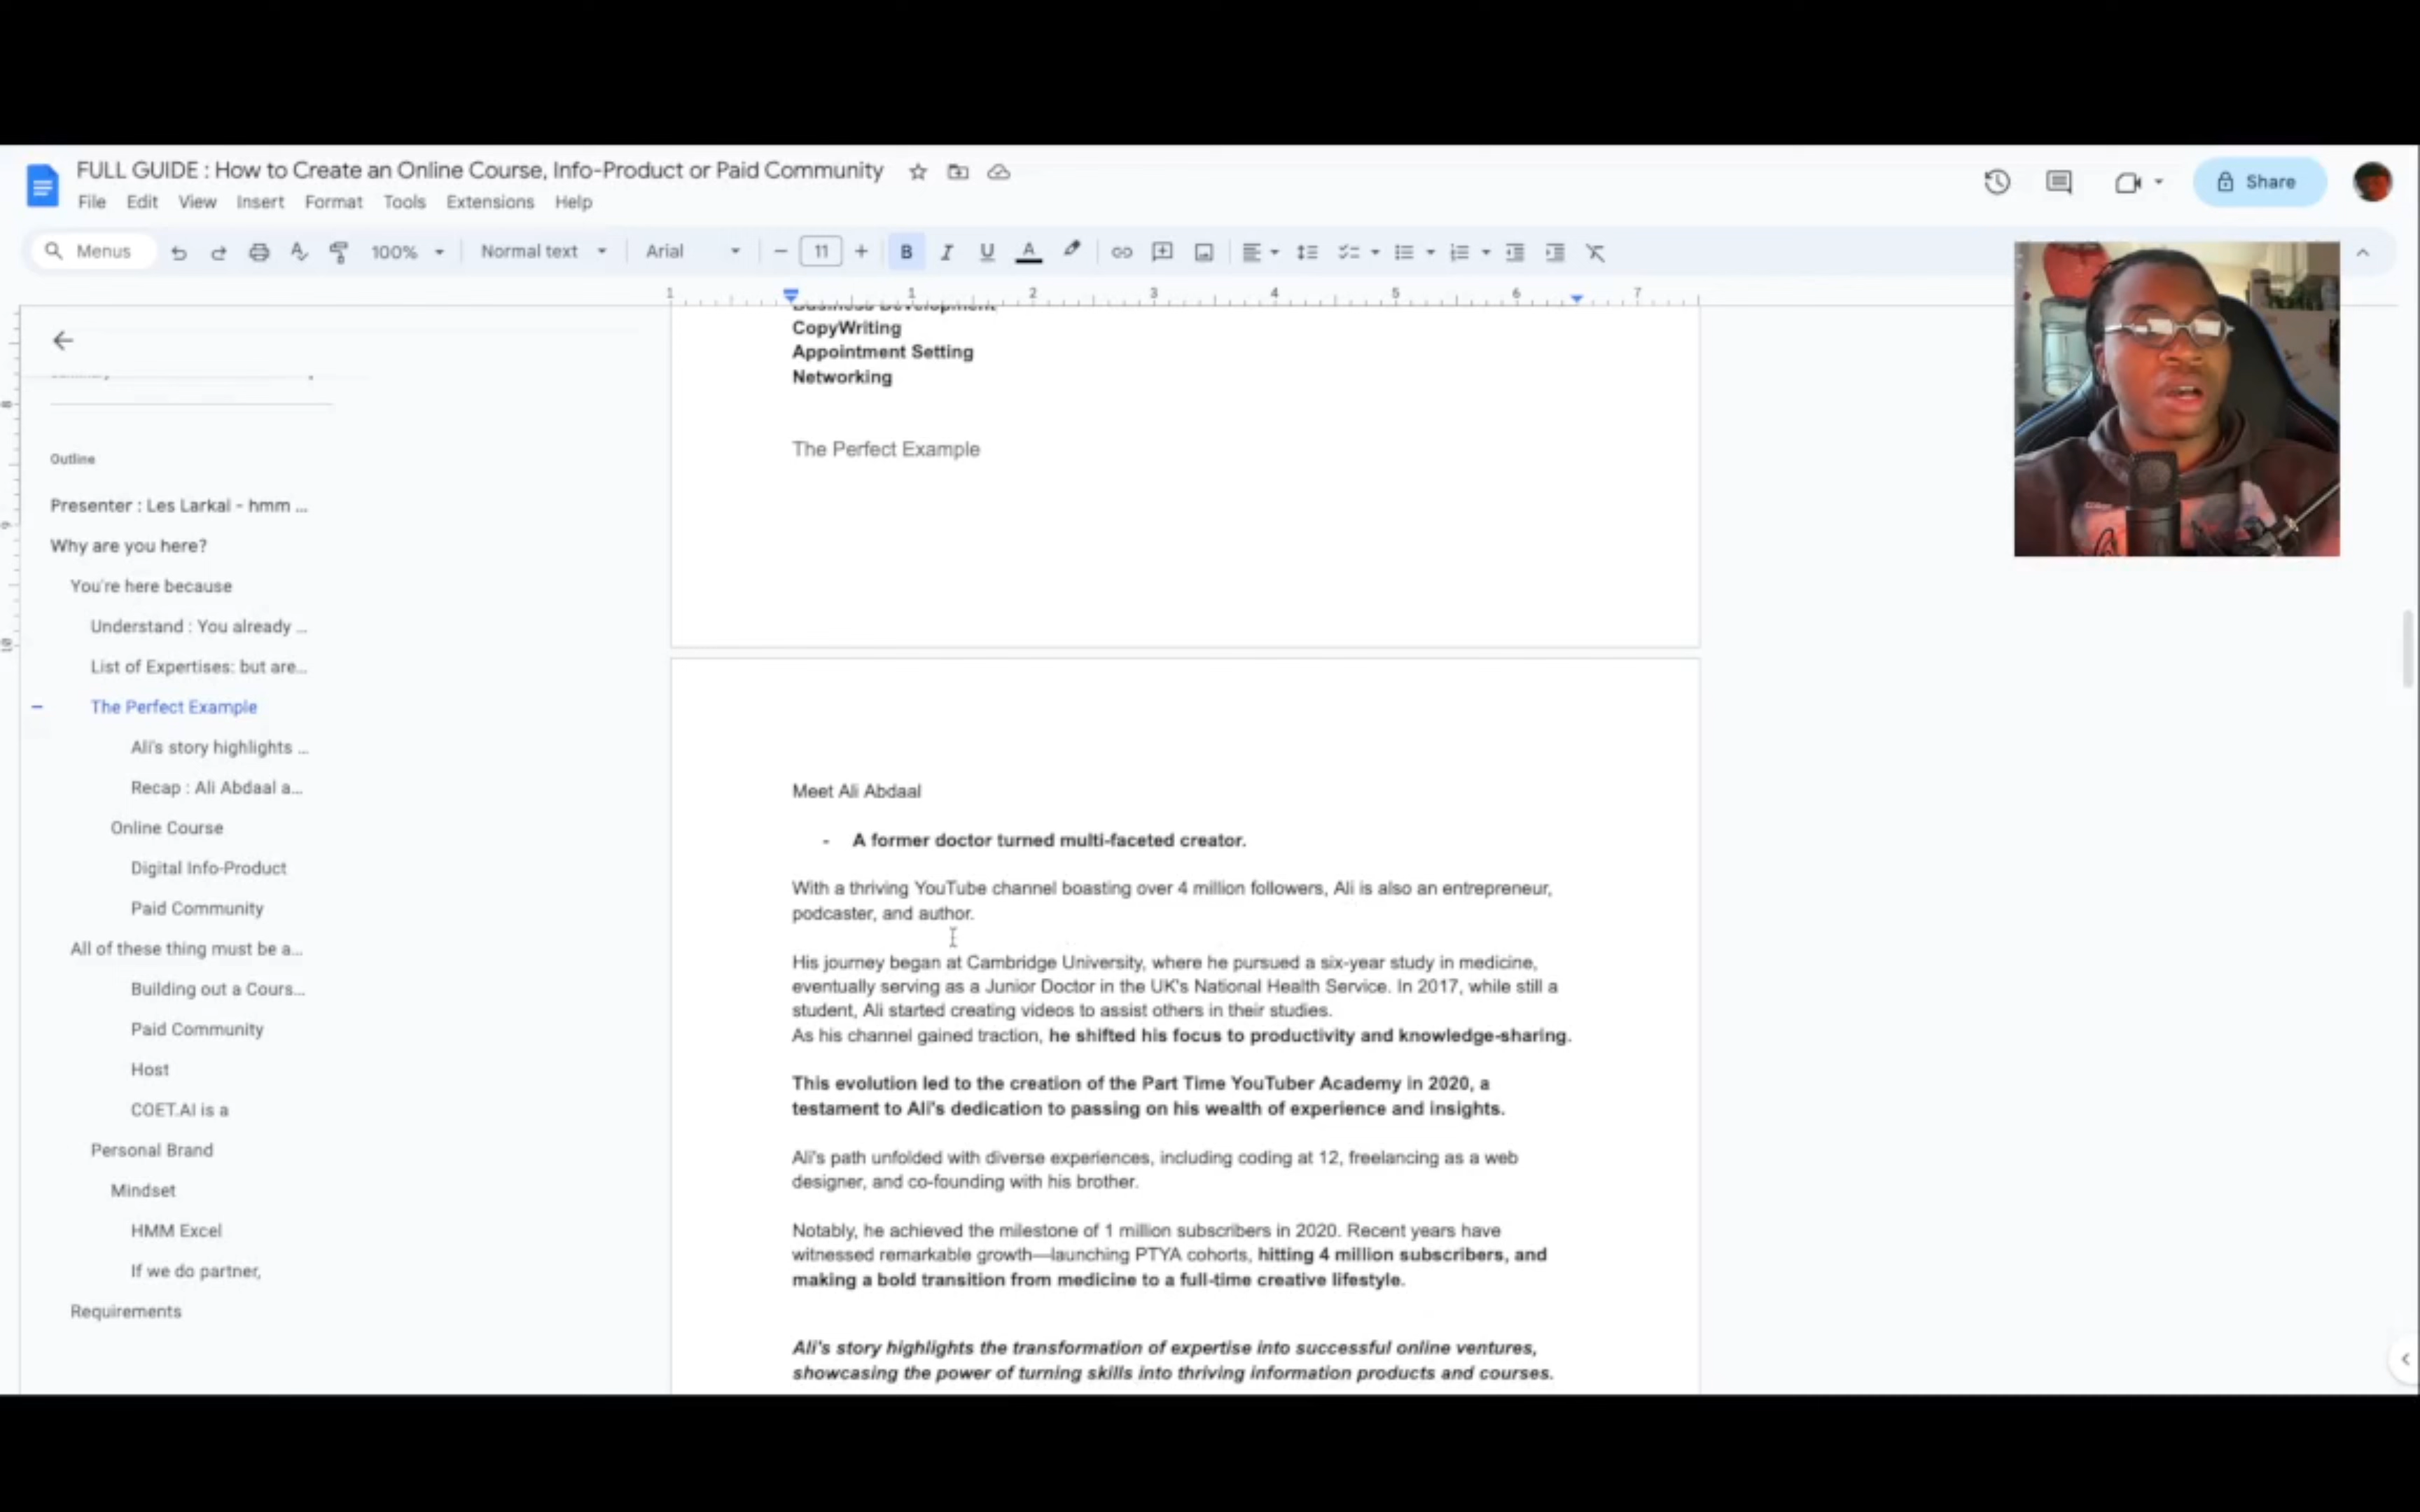 FULL GUIDE : How to Create an Online Course, Info-Product or Paid Community
File Edit View Insert Format Tools Extensions Help
Share
Menus 100% Normal text Arial 11 B I U A
1 1 2 3 4 5 6 7
Business Development
CopyWriting
Appointment Setting
Networking
The Perfect Example
8
9
10
Outline
Presenter : Les Larkal - hmm ...
Why are you here?
You're here because
Understand : You already ...
List of Expertises: but are...
The Perfect Example
Ali's story highlights ...
Recap : Ali Abdaal a...
Online Course
Digital Info-Product
Paid Community
All of these thing must be a...
Building out a Cours...
Paid Community
Host
COET.AI is a
Personal Brand
Mindset
HMM Excel
If we do partner,
Requirements
Meet Ali Abdaal
- A former doctor turned multi-faceted creator.
With a thriving YouTube channel boasting over 4 million followers, Ali is also an entrepreneur,
podcaster, and author.
His journey began at Cambridge University, where he pursued a six-year study in medicine,
eventually serving as a Junior Doctor in the UK's National Health Service. In 2017, while still a
student, Ali started creating videos to assist others in their studies.
As his channel gained traction, he shifted his focus to productivity and knowledge-sharing.
This evolution led to the creation of the Part Time YouTuber Academy in 2020, a
testament to Ali's dedication to passing on his wealth of experience and insights.
Ali's path unfolded with diverse experiences, including coding at 12, freelancing as a web
designer, and co-founding with his brother.
Notably, he achieved the milestone of 1 million subscribers in 2020. Recent years have
witnessed remarkable growth—launching PTYA cohorts, hitting 4 million subscribers, and
making a bold transition from medicine to a full-time creative lifestyle.
Ali's story highlights the transformation of expertise into successful online ventures,
showcasing the power of turning skills into thriving information products and courses.